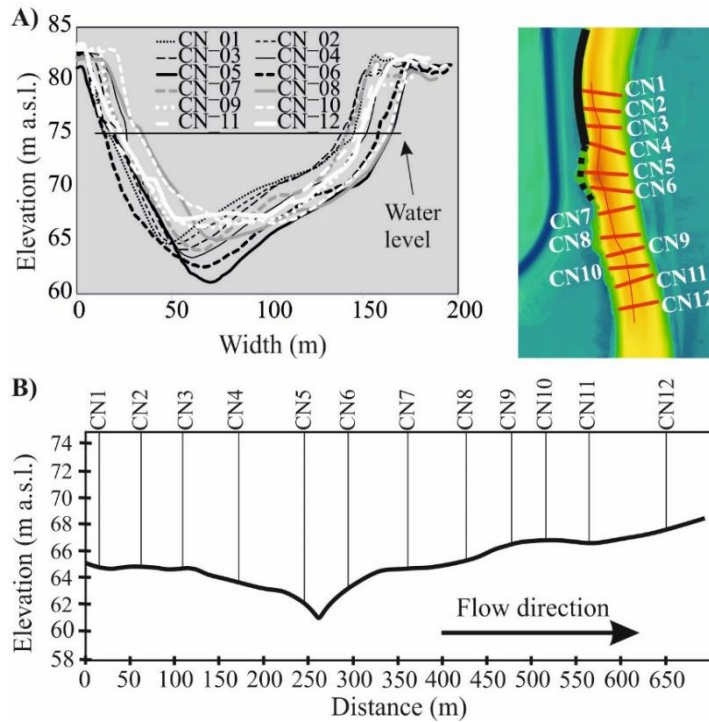 A)
85
80
75
70
65
60
Elevation (m a.s.l.)
CN_01 CN_02
CN_03 CN_04
CN_05 CN_06
CN_07 CN_08
CN_09 CN_10
CN_11 CN_12
Water
level
0 50 100 150 200
Width (m)
CN1
CN2
CN3
CN4
CN5
CN6
CN7
CN8
CN9
CN10
CN11
CN12
B)
CN1 CN2 CN3 CN4 CN5 CN6 CN7 CN8 CN9 CN10 CN11 CN12
74
72
70
68
66
64
62
60
58
Elevation (m a.s.l.)
Flow direction
0 50 100 150 200 250 300 350 400 450 500 550 600 650
Distance (m)